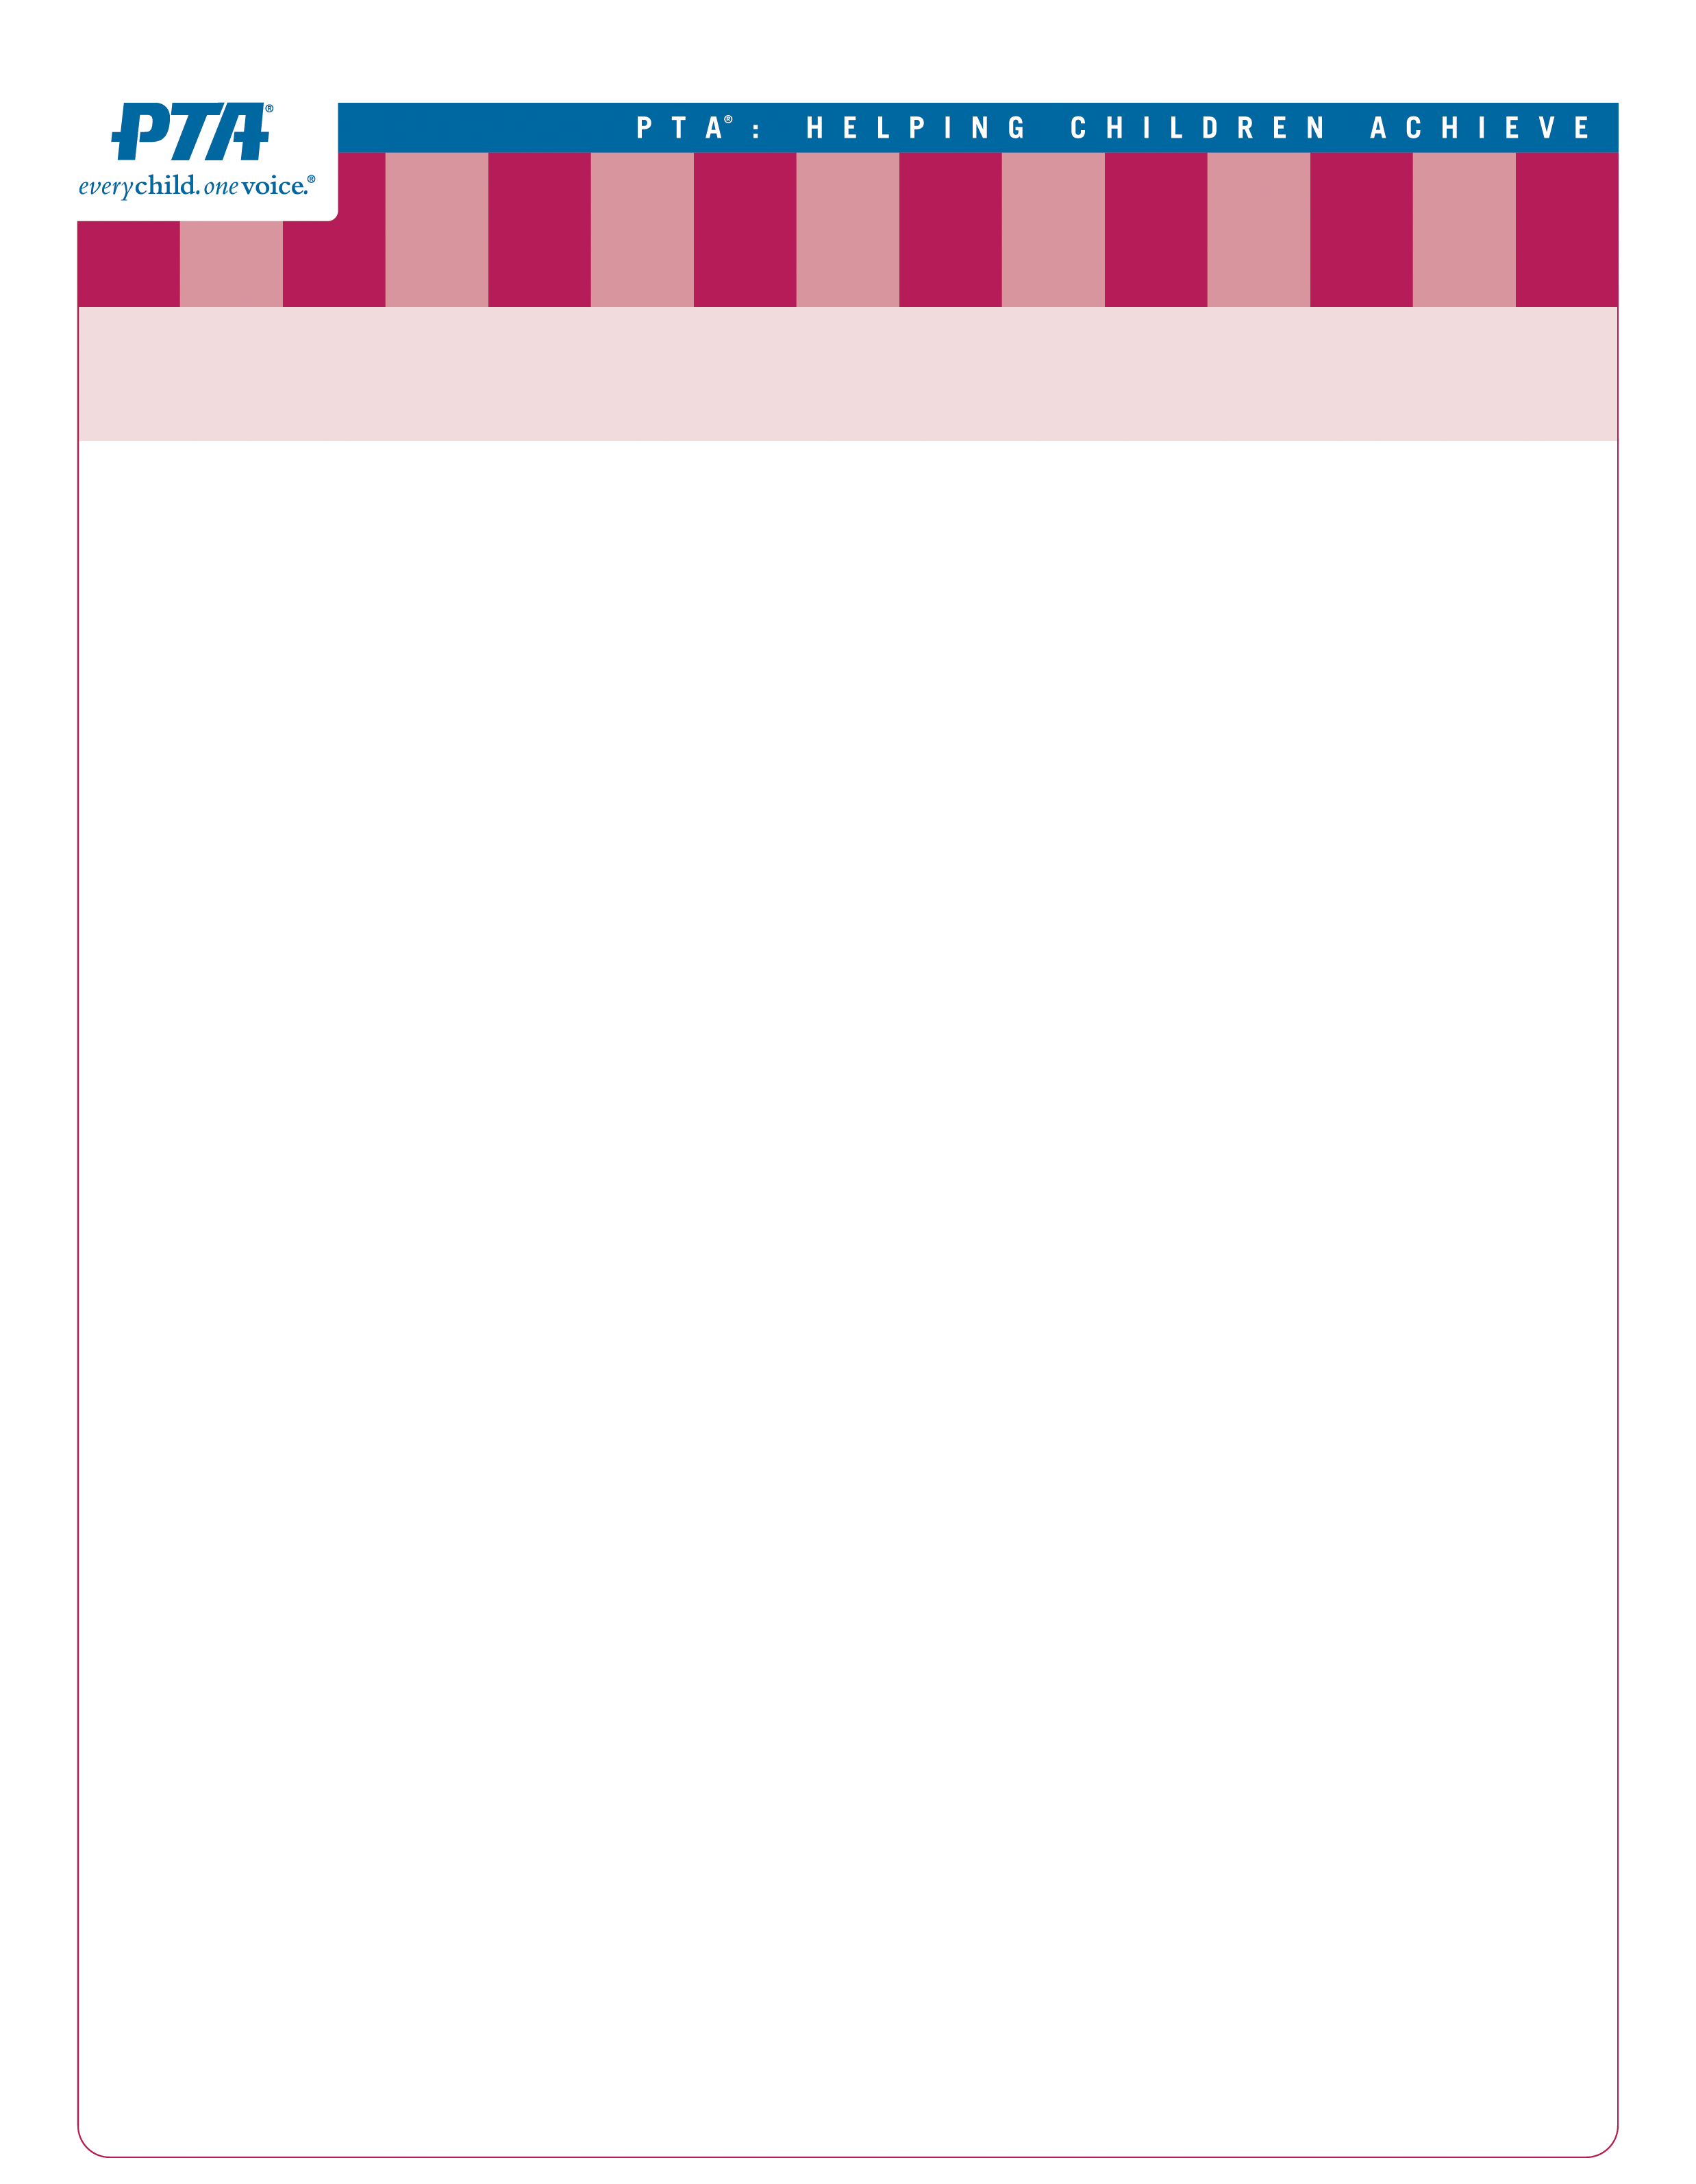 PTA®
everychild.onevoice.®
PTA®: HELPING CHILDREN ACHIEVE